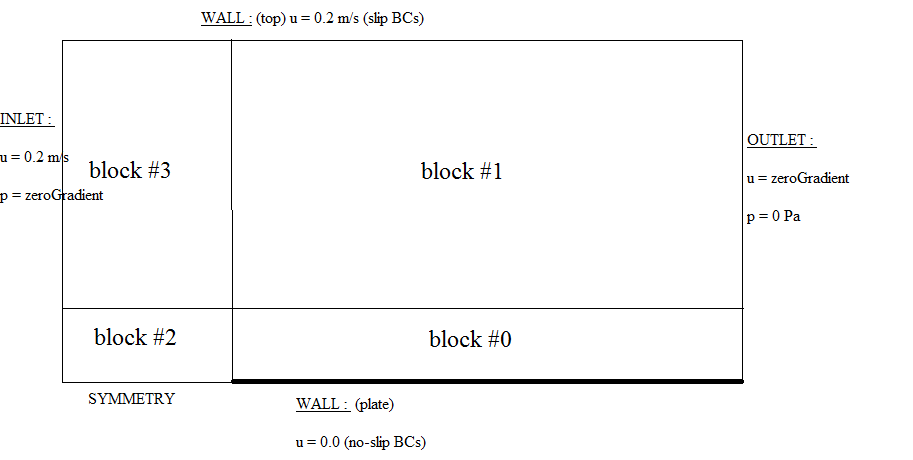 WALL : (top) u = 0.2 m/s (slip BCs)
INLET :
u = 0.2 m/s
p = zeroGradient
block #3
block #1
OUTLET :
u = zeroGradient
p = 0 Pa
block #2
block #0
SYMMETRY
WALL : (plate)
u = 0.0 (no-slip BCs)